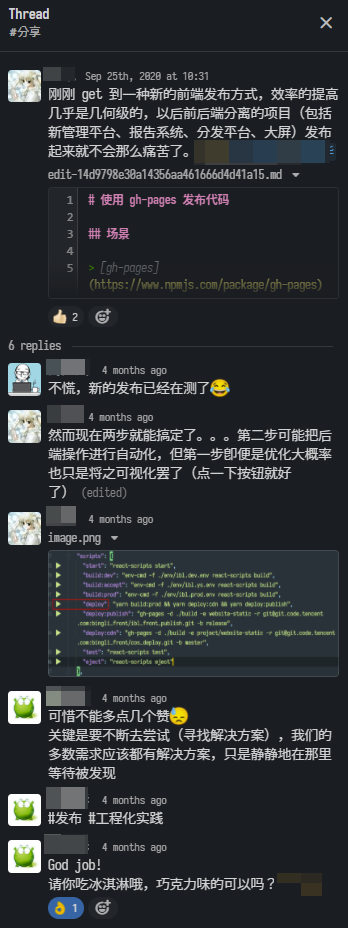 Thread
#分享
Sep 25th, 2020 at 10:31
刚刚 get 到一种新的前端发布方式，效率的提高
几乎是几何级的，以后前后端分离的项目（包括
新管理平台、报告系统、分发平台、大屏）发布
起来就不会那么痛苦了。
edit-14d9798e30a14356aa461666d4d41a15.md
1 # 使用 gh-pages 发布代码
2
3 ## 场景
4
5 > [gh-pages]
(https://www.npmjs.com/package/gh-pages)
2
6 replies
4 months ago
不慌，新的发布已经在测了😂
4 months ago
然而现在两步就能搞定了。。。第二步可能把后
端操作进行自动化，但第一步即便是优化大概率
也只是将之可视化罢了（点一下按钮就好
了） (edited)
4 months ago
image.png
"scripts": {
"start": "react-scripts start",
"build:dev": "env-cmd -f ./env/ibl.dev.env react-scripts build",
"build:accept": "env-cmd -f ./env/ibl.ys.env react-scripts build",
"build:prod": "env-cmd -f ./env/ibl.prod.env react-scripts build",
"deploy": "yarn build:prod && yarn deploy:cdn && yarn deploy:publish",
"deploy:publish": "gh-pages -d ./build -e website-static -r git@git.code.tencent
.com:bingli_front/ibl.front.publish.git -b release",
"deploy:cdn": "gh-pages -d ./build -e project/website-static -r git@git.code.tencent
.com:bingli_front/cos.deploy.git -b master",
"test": "react-scripts test",
"eject": "react-scripts eject"
},
4 months ago
可惜不能多点几个赞😓
关键是要不断去尝试（寻找解决方案），我们的
多数需求应该都有解决方案，只是静静地在那里
等待被发现
4 months ago
#发布 #工程化实践
4 months ago
God job!
请你吃冰淇淋哦，巧克力味的可以吗？
1